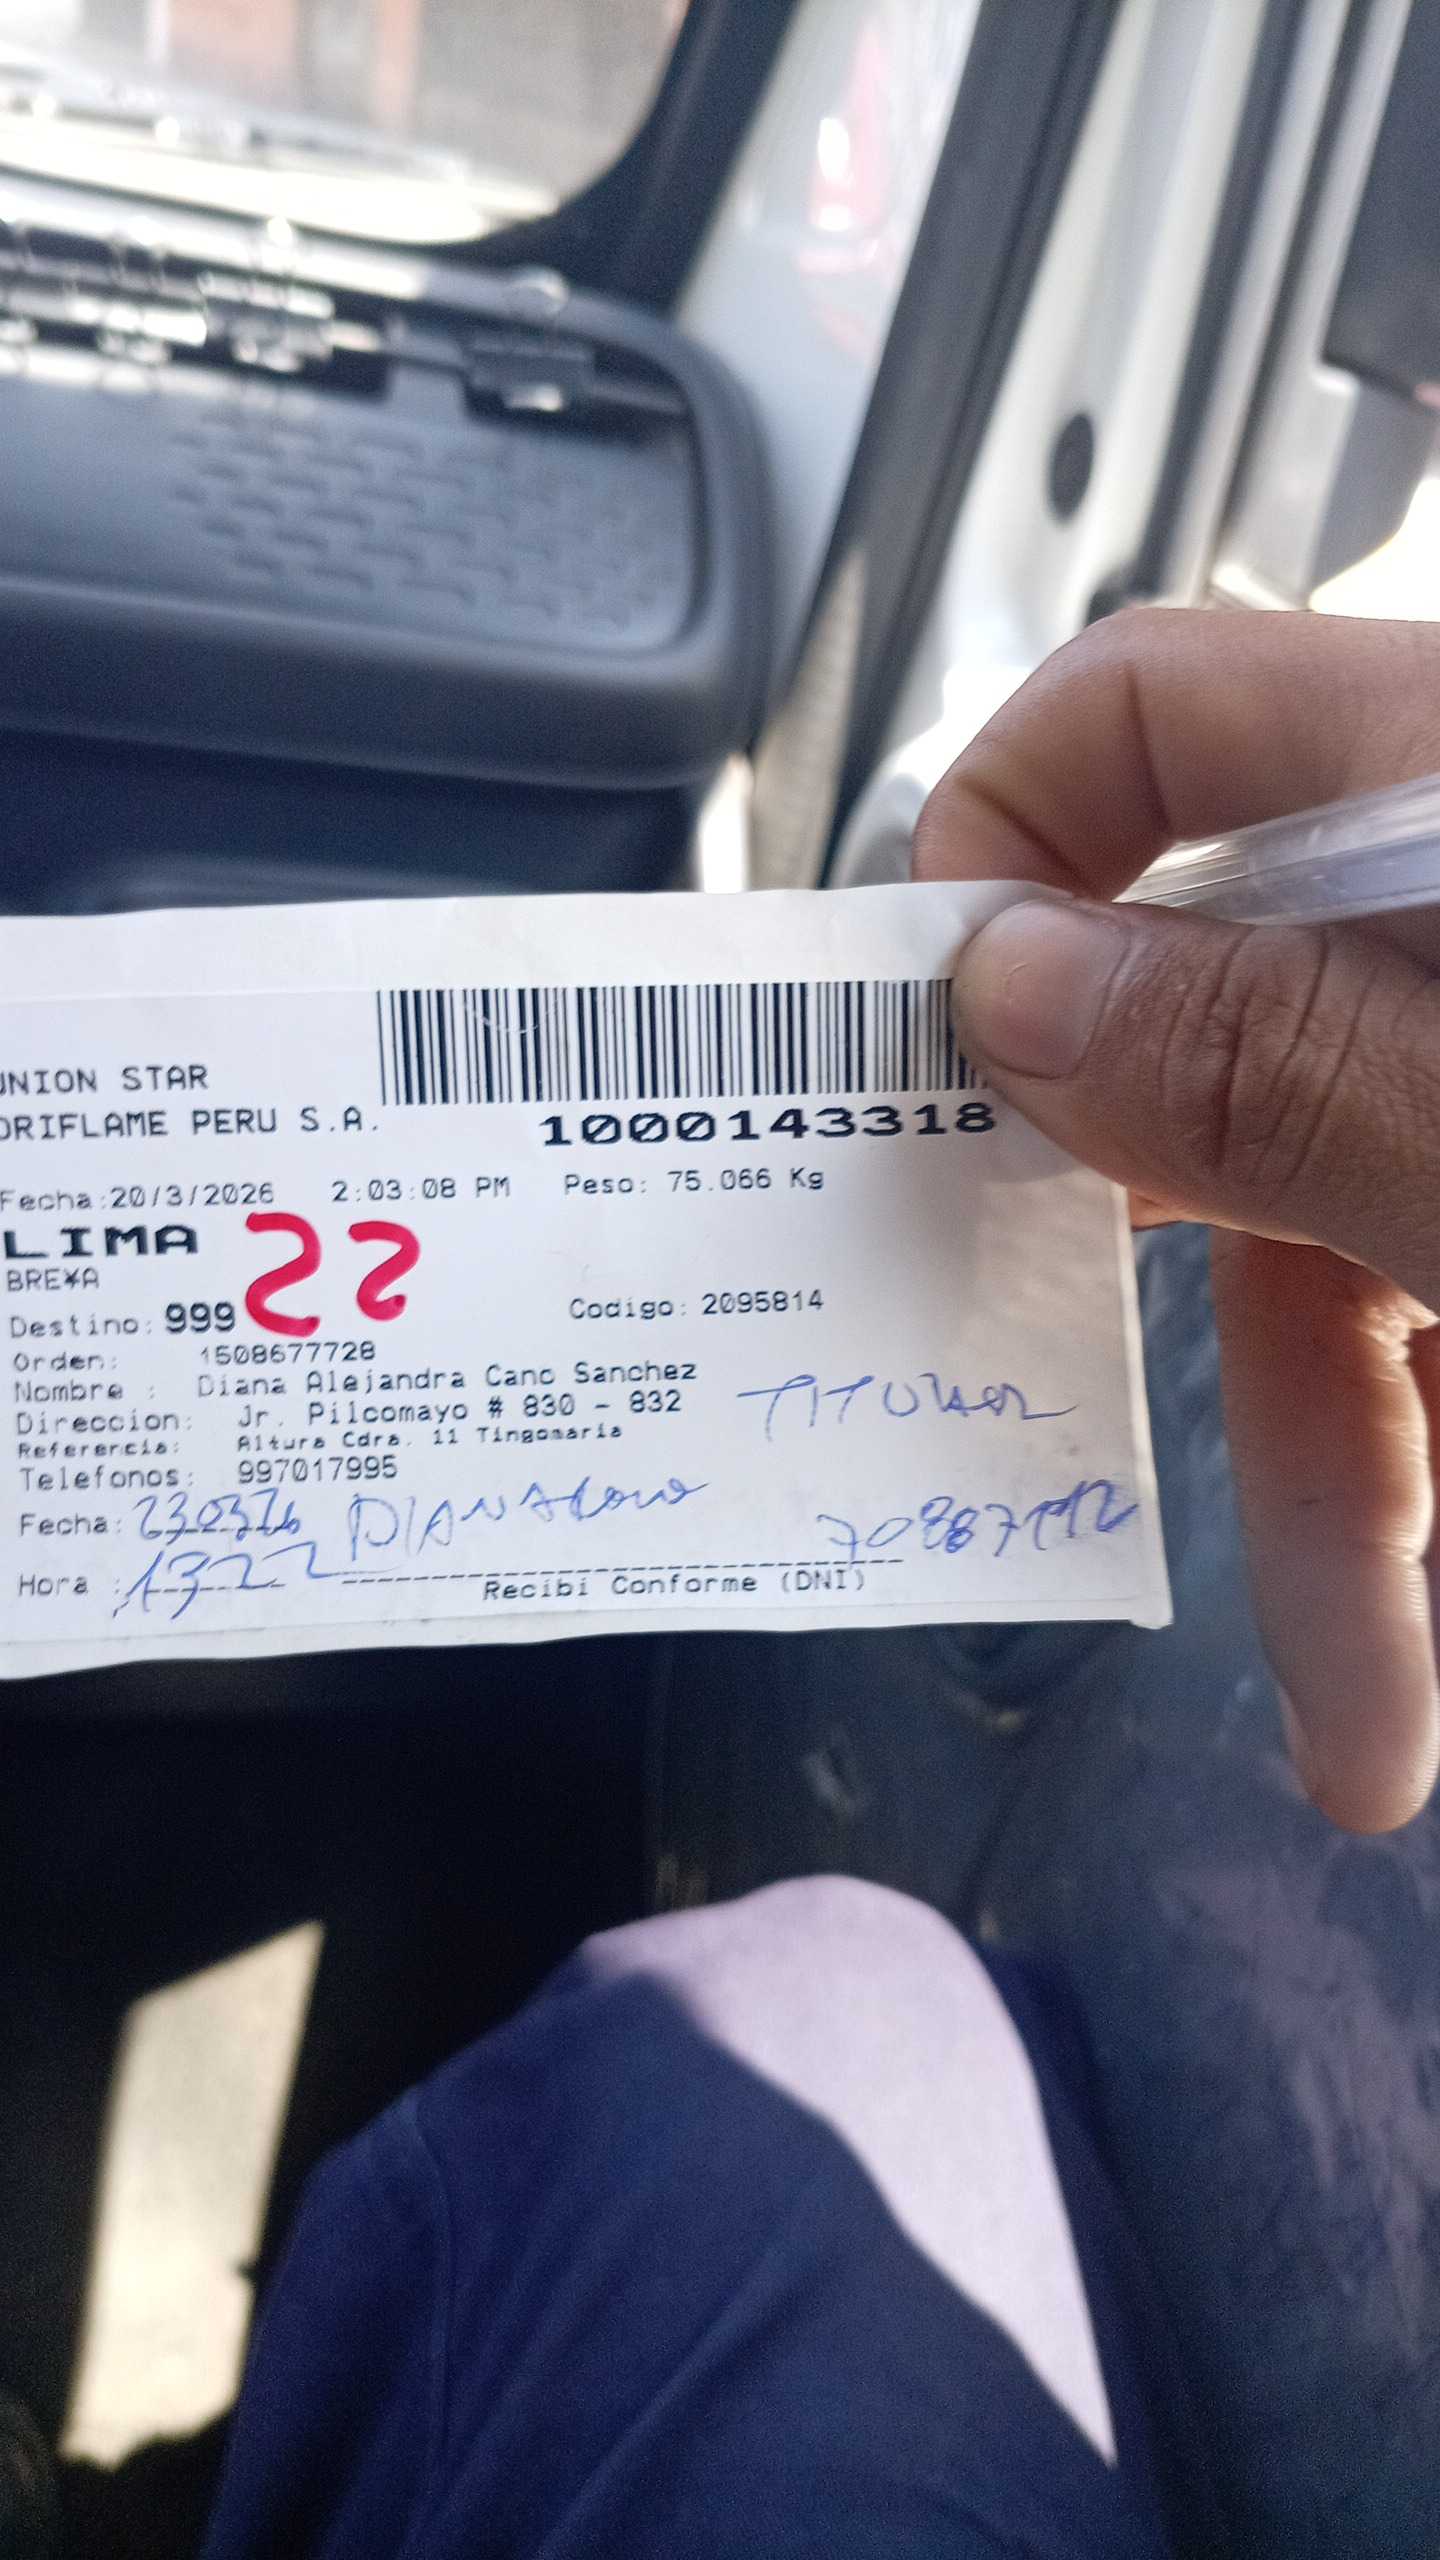 UNION STAR
ORIFLAME PERU S.A.
1000143318
Fecha:20/3/2026 2:03:08 PM Peso: 75.066 Kg
LIMA
BRE¥A
Destino: 999 Codigo: 2095814
Orden: 1508677728
Nombre : Diana Alejandra Cano Sanchez
Direccion: Jr. Pilcomayo # 830 - 832
Referencia: Altura Cdra. 11 Tingomaria
TITULAR
Telefonos: 997017995
Fecha: 230326 DIANA Cano
Hora : 1322
Recibi Conforme (DNI)